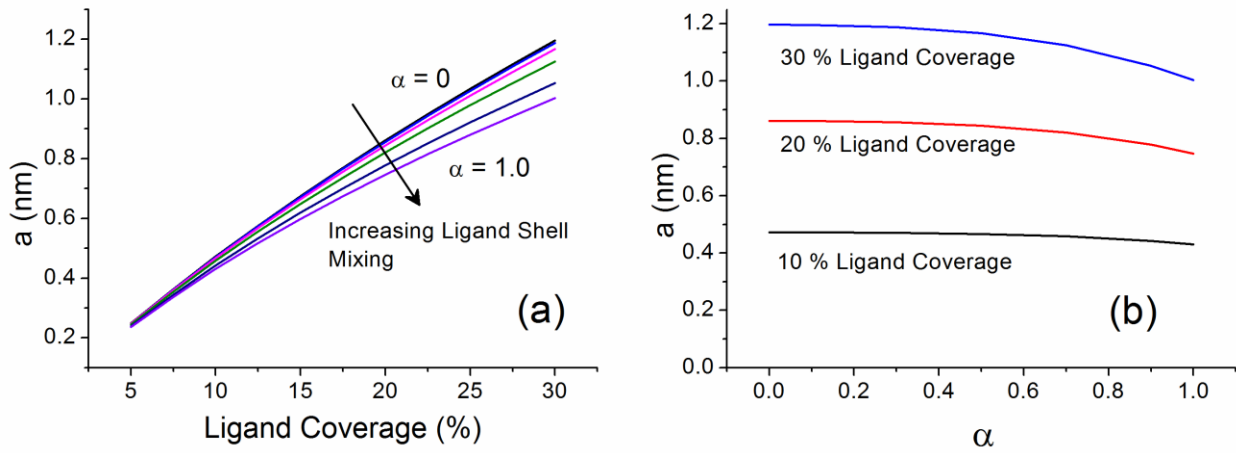 1.2
1.0
0.8
0.6
0.4
0.2
a (nm)
α = 0
α = 1.0
Increasing Ligand Shell
Mixing
(a)
5 10 15 20 25 30
Ligand Coverage (%)
1.2
1.0
0.8
0.6
0.4
0.2
0.0
a (nm)
30 % Ligand Coverage
20 % Ligand Coverage
10 % Ligand Coverage
(b)
0.0 0.2 0.4 0.6 0.8 1.0
α